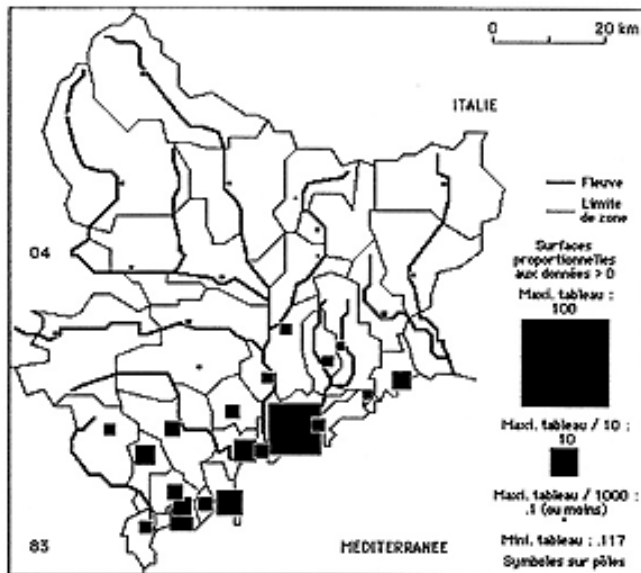 0 20 km
ITALIE
Fleuve
Limite
de zone
04
Surfaces
proportionnelles
aux données > 0
Maxi. tableau :
100
Maxi. tableau / 10 :
10
Maxi. tableau / 1000 :
.1 (ou moins)
83
MEDITERRANEE
Mini. tableau : .117
Symboles sur pôles